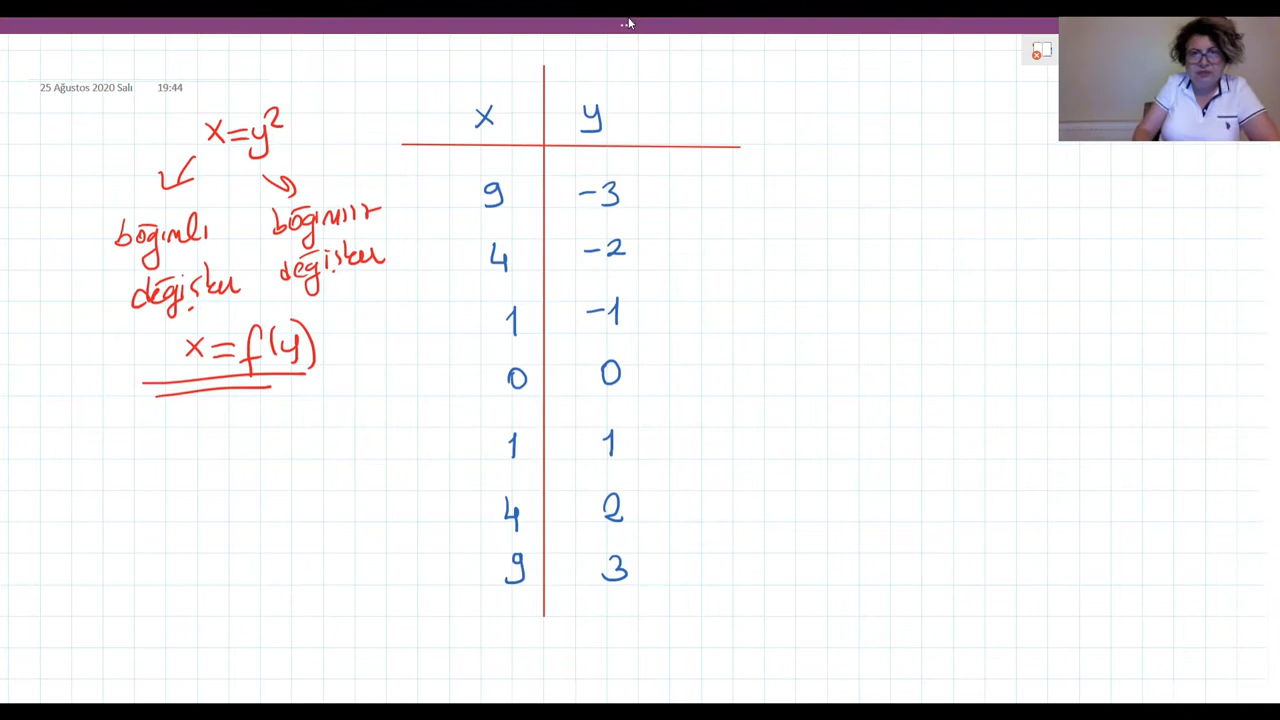 25 Ağustos 2020 Salı 19:44
x=y²
bağımlı
değişken
bağımsız
değişken
x=f(y)
x y
9 -3
4 -2
1 -1
0 0
1 1
4 2
9 3